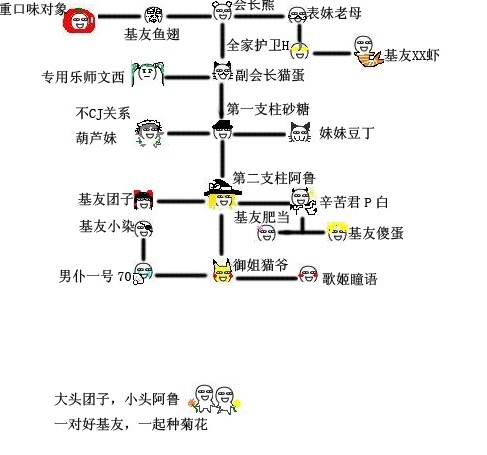 重口味对象
会长熊
表妹老母
基友鱼翅
全家护卫H
基友XX虾
专用乐师文西
副会长猫蛋
不CJ关系
葫芦妹
第一支柱砂糖
妹妹豆丁
第二支柱阿鲁
基友团子
辛苦君P白
基友小染
基友肥当
基友傻蛋
男仆一号70
御姐猫爷
歌姬瞳语
大头团子，小头阿鲁
一对好基友，一起种菊花